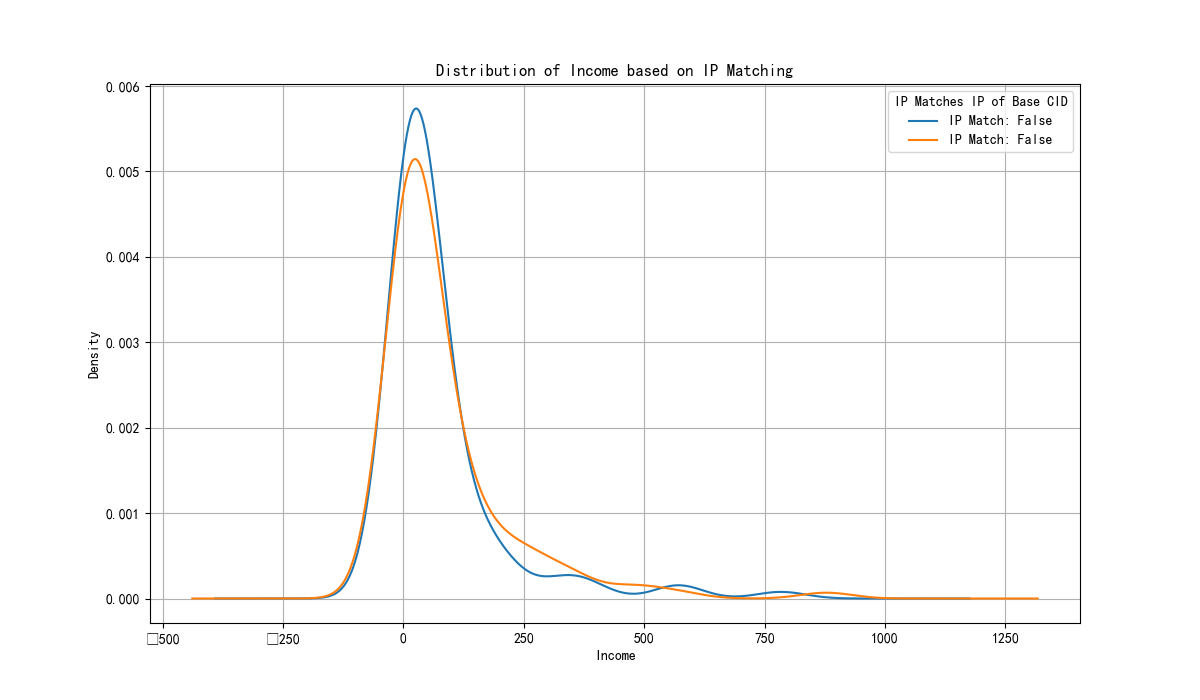 Distribution of Income based on IP Matching
IP Matches IP of Base CID
IP Match: False
IP Match: False
0.006
0.005
0.004
0.003
0.002
0.001
0.000
Density
□500 □250 0 250 500 750 1000 1250
Income